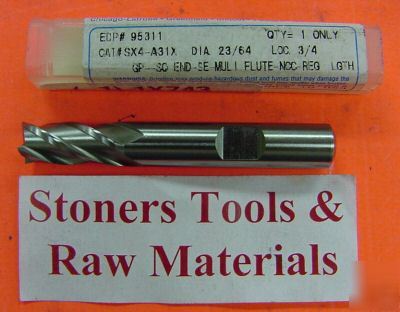 EDP# 95311 QTY= 1 ONLY
CAT#SX4-A31X DIA 23/64 LOC 3/4
GP--SQ END-SE MULI FLUTE-NCC-REG LGTH
Stoners Tools &
Raw Materials